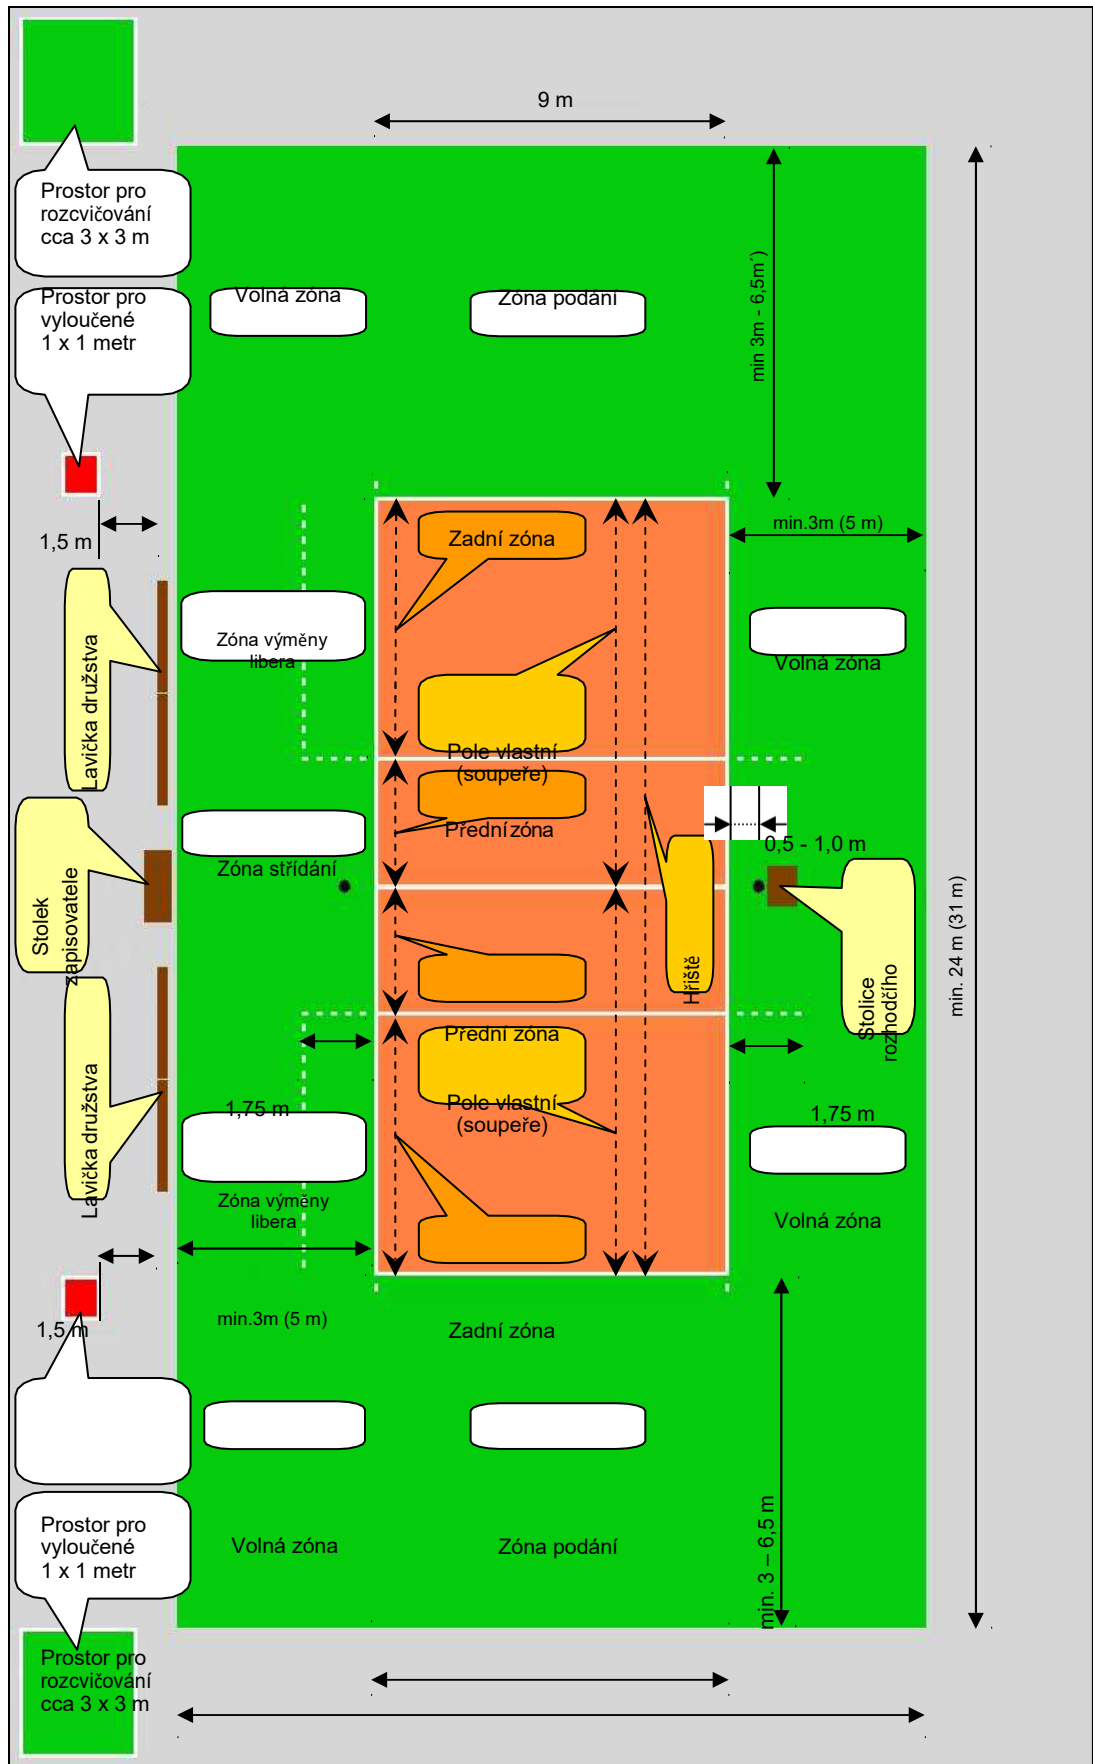 9 m
Prostor pro
rozcvičování
cca 3 x 3 m
Prostor pro
vyloučené
1 x 1 metr
Volná zóna
Zóna podání
min 3m - 6,5m´)
1,5 m
Zadní zóna
min.3m (5 m)
Lavička družstva
Zóna výměny
libera
Volná zóna
Pole vlastní
(soupeře)
Přední zóna
0,5 - 1,0 m
Zóna střídání
Stolek
zapisovatele
Hřiště
Stolice
rozhodčího
min. 24 m (31 m)
Přední zóna
Lavička družstva
1,75 m
Pole vlastní
(soupeře)
1,75 m
Zóna výměny
libera
Volná zóna
min.3m (5 m)
1,5 m
Zadní zóna
Prostor pro
vyloučené
1 x 1 metr
Volná zóna
Zóna podání
min. 3 – 6,5 m
Prostor pro
rozcvičování
cca 3 x 3 m